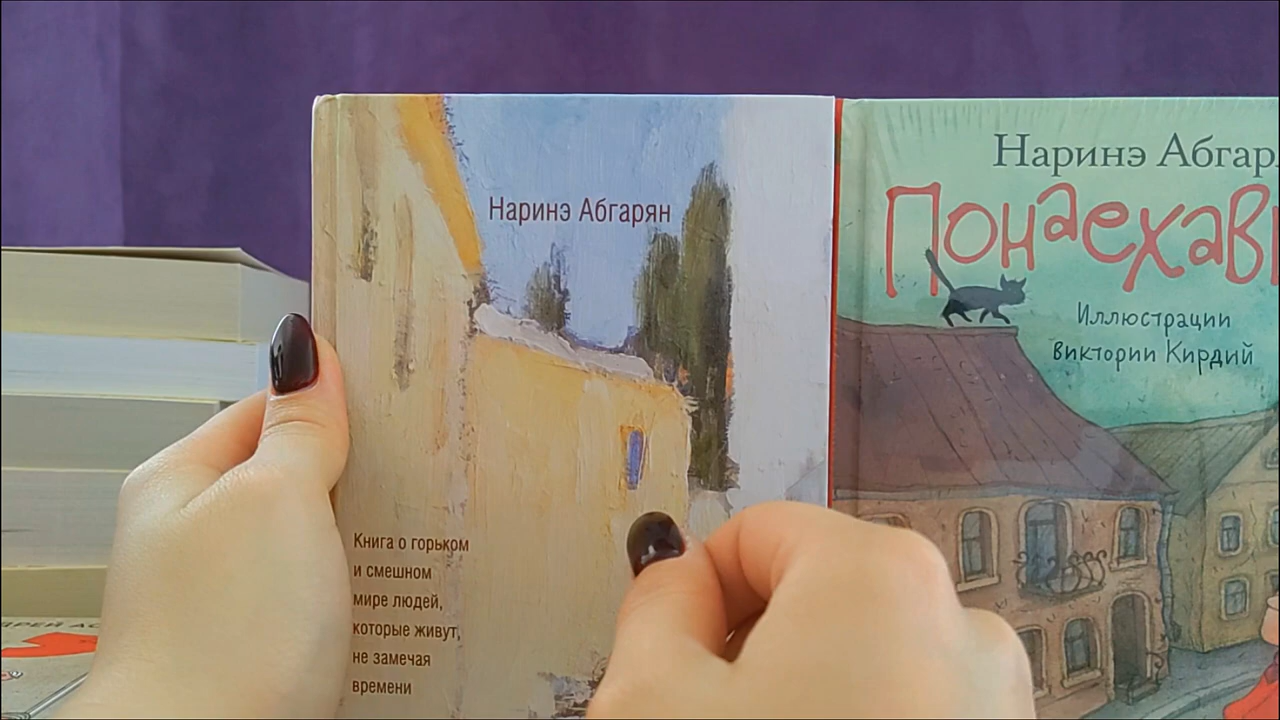 Наринэ Абгарян
Книга о горьком
и смешном
мире людей,
которые живут,
не замечая
времени
Наринэ Абгар
Понаехав
Иллюстрации
Виктории Кирдий